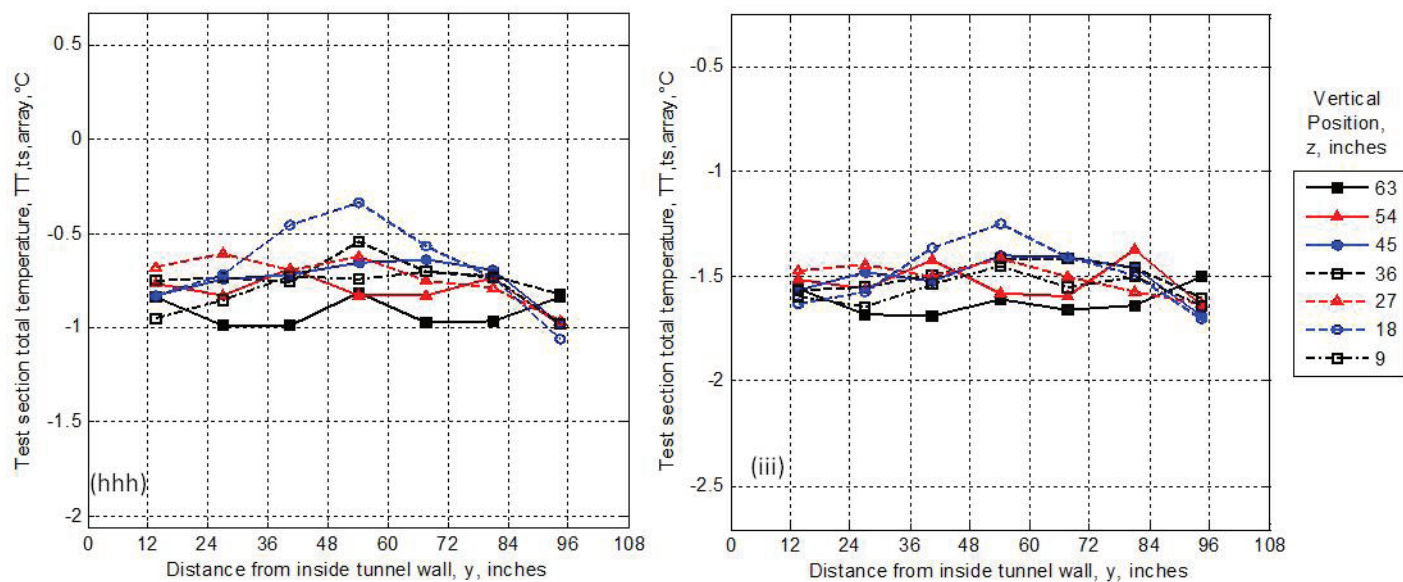 0.5
0
-0.5
-1
-1.5
-2
Test section total temperature, TT,ts,array,°C
(hhh)
0 12 24 36 48 60 72 84 96 108
Distance from inside tunnel wall, y, inches
-0.5
-1
-1.5
-2
-2.5
Test section total temperature, TT,ts,array,°C
(iii)
0 12 24 36 48 60 72 84 96 108
Distance from inside tunnel wall, y, inches
Vertical
Position,
z, inches
63
54
45
36
27
18
9